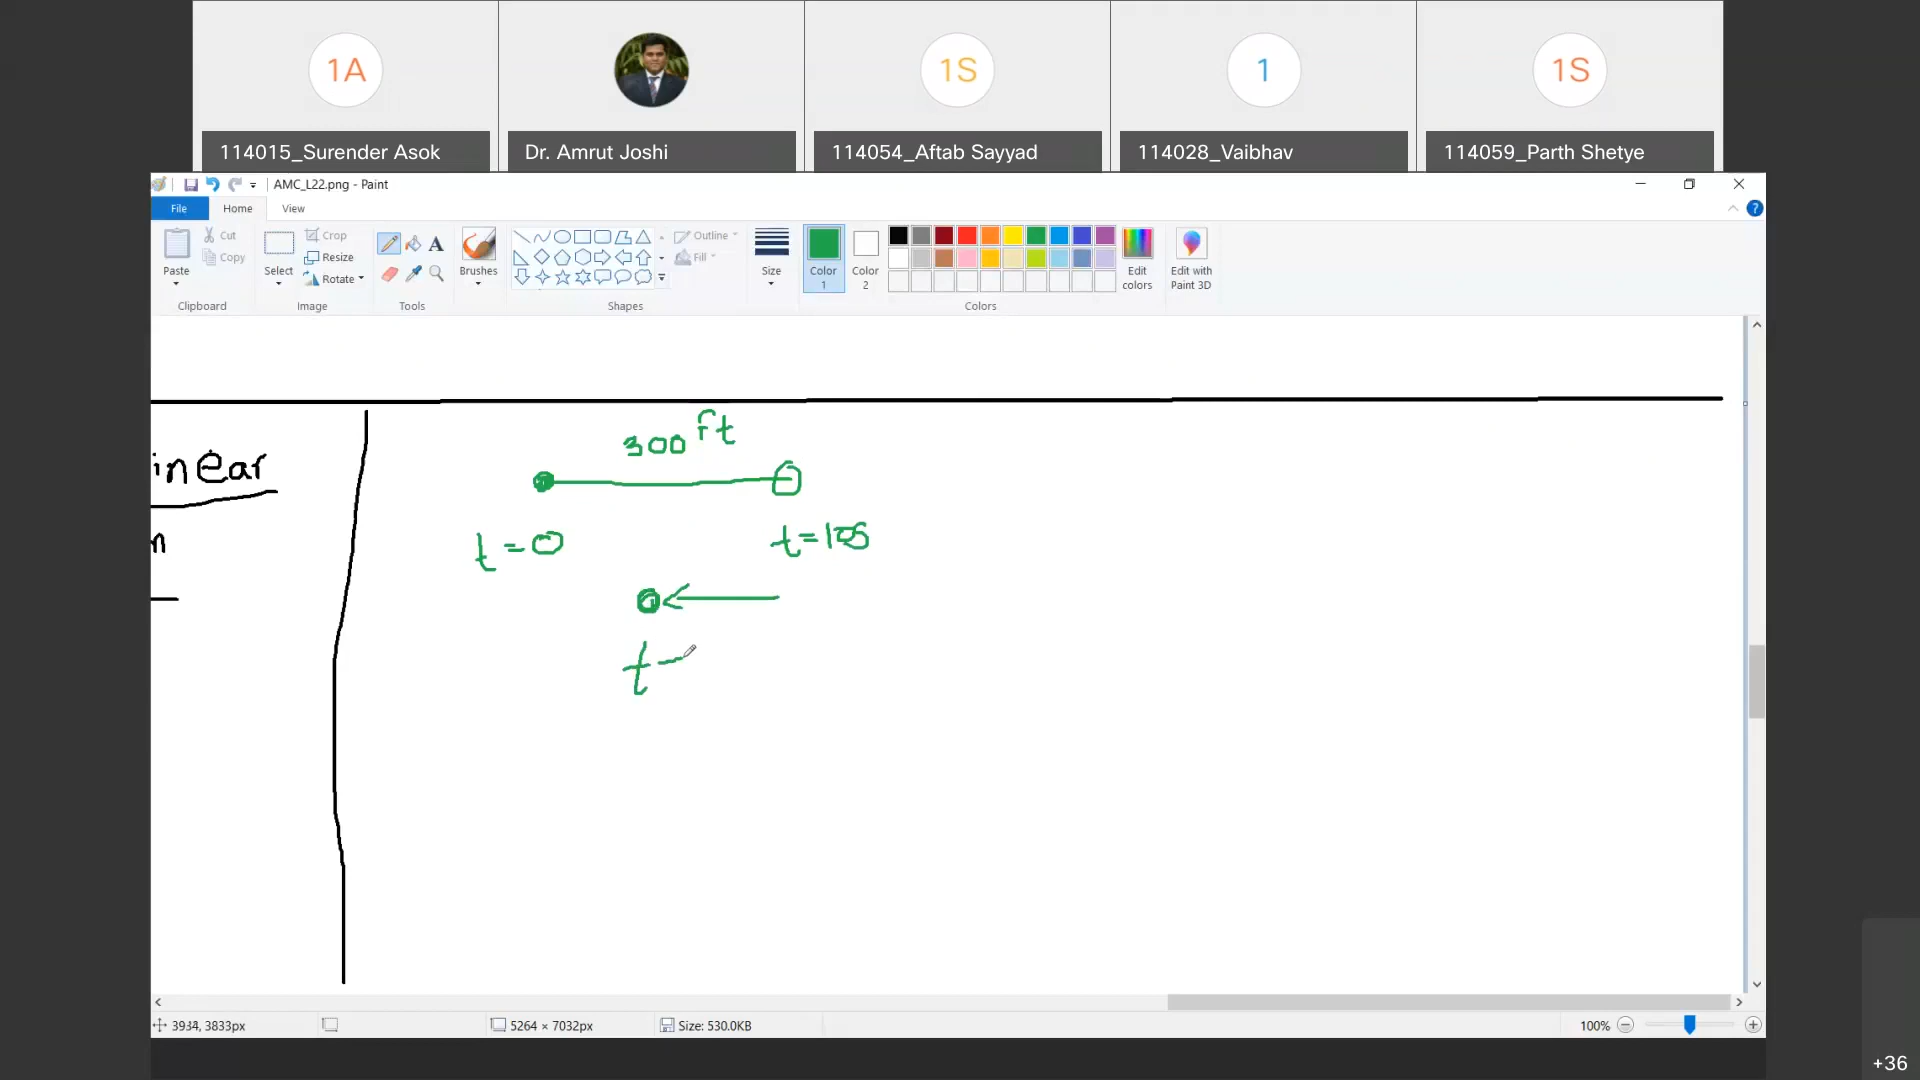 1A
1S
1
1S
114015_Surender Asok
Dr. Amrut Joshi
114054_Aftab Sayyad
114028_Vaibhav
114059_Parth Shetye
AMC_L22.png - Paint
File
Home
View
Paste
Cut
Copy
Clipboard
Select
Crop
Resize
Rotate
Image
A
Tools
Brushes
Outline
Fill
Shapes
Size
Color
1
Color
2
Edit
colors
Edit with
Paint 3D
Colors
300 ft
inear
t=0
t=10s
n
t-
3934, 3833px
5264 × 7032px
Size: 530.0KB
100%
+36